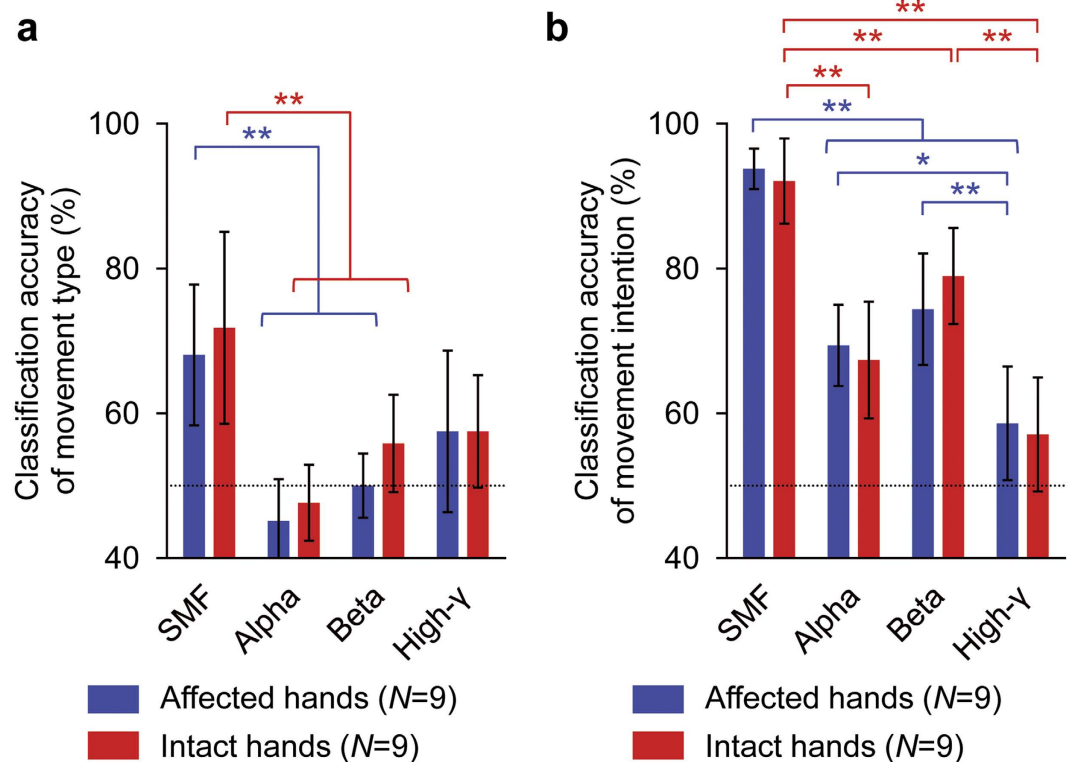 a
**
**
100
80
60
40
Classification accuracy
of movement type (%)
SMF
Alpha
Beta
High-γ
Affected hands (N=9)
Intact hands (N=9)
b
**
**
**
**
**
*
**
100
80
60
40
Classification accuracy
of movement intention (%)
SMF
Alpha
Beta
High-γ
Affected hands (N=9)
Intact hands (N=9)